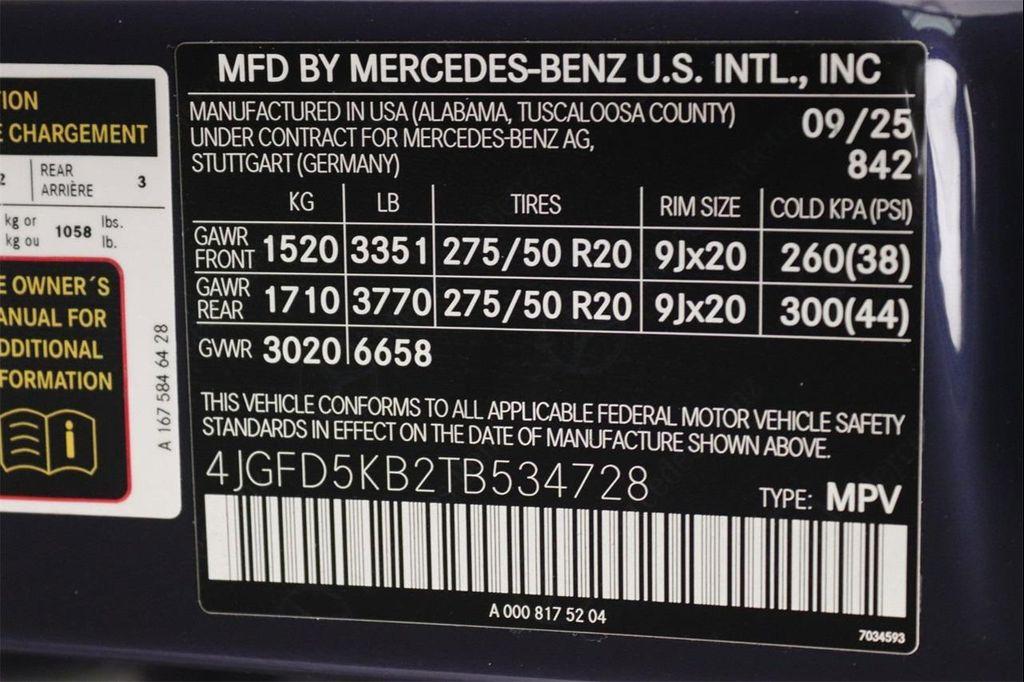 ION
E CHARGEMENT
2 REAR ARRIÈRE 3
kg or kg ou 1058 lbs. lb.
E OWNER´S
ANUAL FOR
DDITIONAL
FORMATION
A 167 584 64 28
MFD BY MERCEDES-BENZ U.S. INTL., INC
MANUFACTURED IN USA (ALABAMA, TUSCALOOSA COUNTY)
UNDER CONTRACT FOR MERCEDES-BENZ AG,
STUTTGART (GERMANY)
09/25
842
KG LB TIRES RIM SIZE COLD KPA(PSI)
GAWR FRONT 1520 3351 275/50 R20 9Jx20 260(38)
GAWR REAR 1710 3770 275/50 R20 9Jx20 300(44)
GVWR 3020 6658
THIS VEHICLE CONFORMS TO ALL APPLICABLE FEDERAL MOTOR VEHICLE SAFETY
STANDARDS IN EFFECT ON THE DATE OF MANUFACTURE SHOWN ABOVE.
4JGFD5KB2TB534728
TYPE: MPV
A 000 817 52 04
7034593